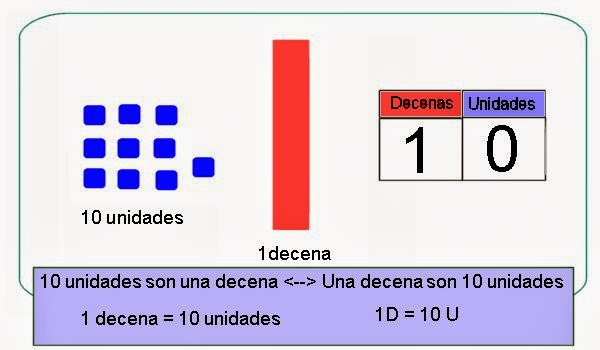 Decenas Unidades
1 0
10 unidades
1decena
10 unidades son una decena <--> Una decena son 10 unidades
1 decena = 10 unidades 1D = 10 U